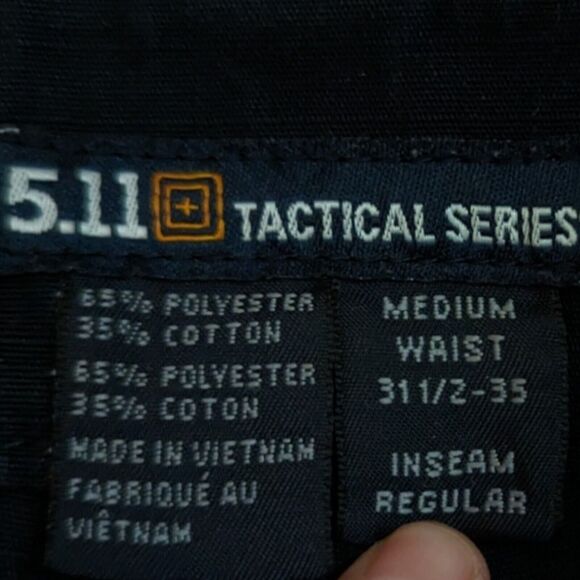 5.11 TACTICAL SERIES
65% POLYESTER
35% COTTON
65% POLYESTER
35% COTON
MADE IN VIETNAM
FABRIQUÉ AU
VIÊTNAM
MEDIUM
WAIST
31 1/2-35
INSEAM
REGULAR